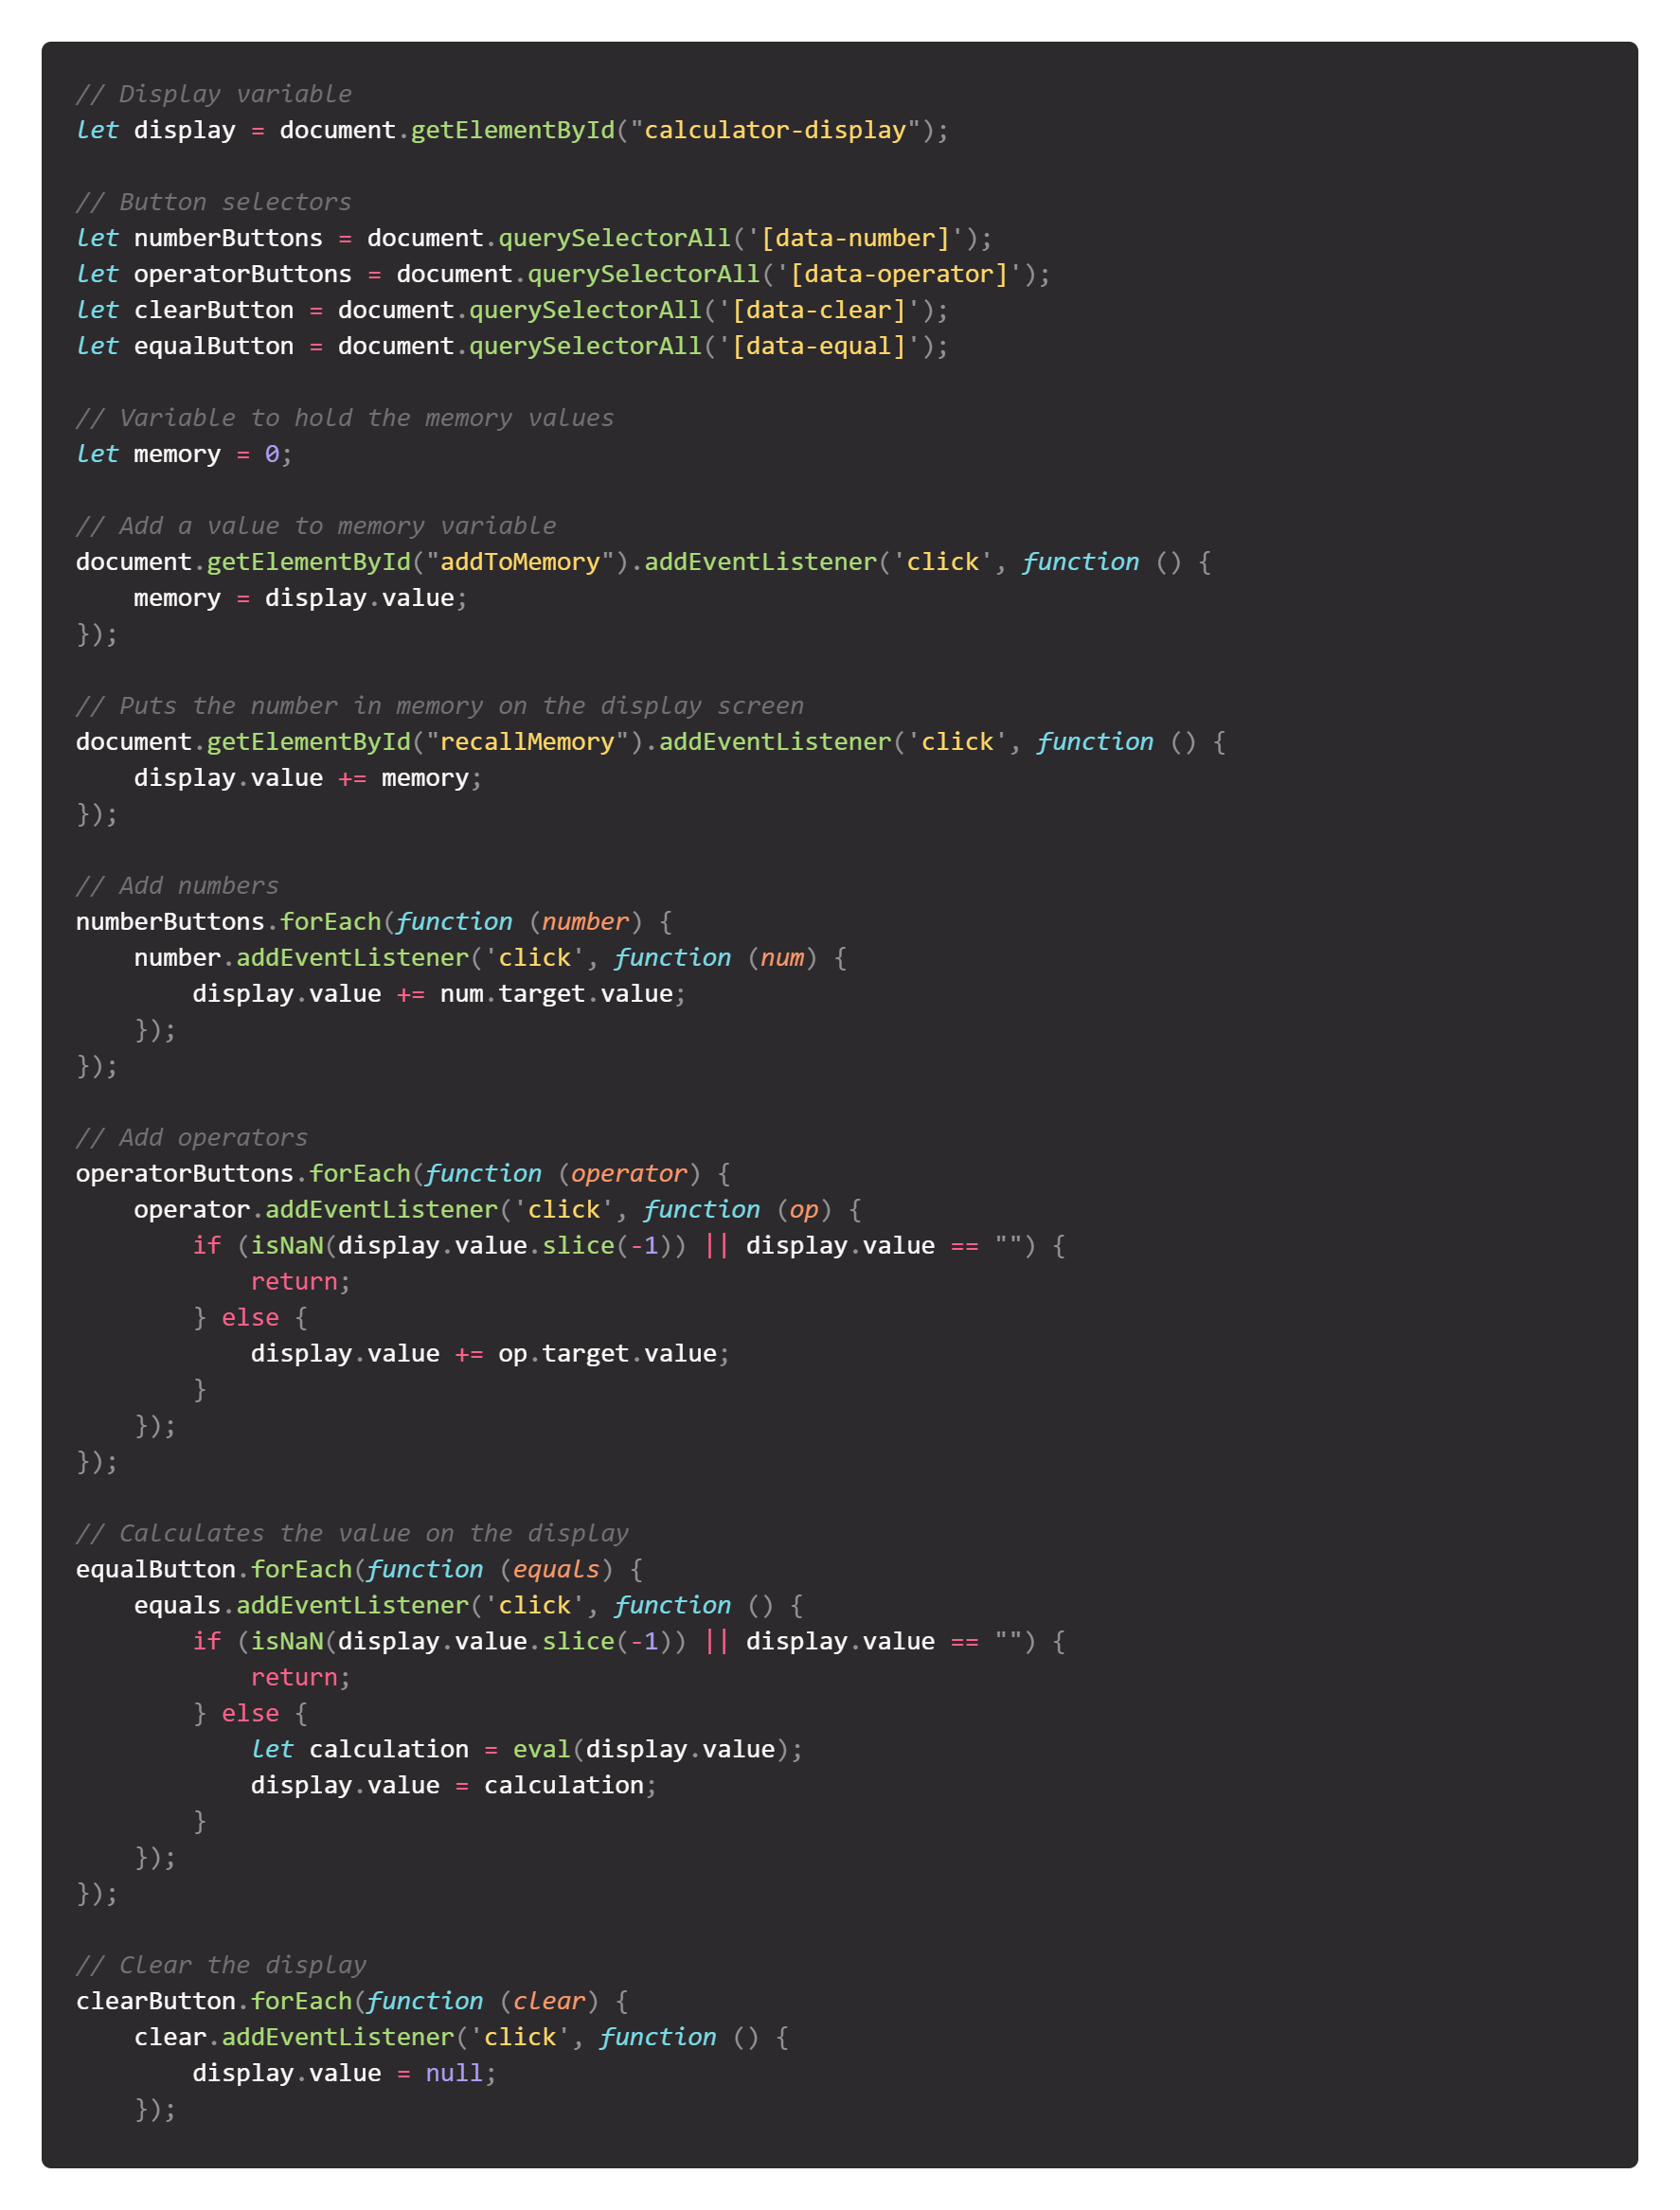 // Display variable
let display = document.getElementById("calculator-display");

// Button selectors
let numberButtons = document.querySelectorAll('[data-number]');
let operatorButtons = document.querySelectorAll('[data-operator]');
let clearButton = document.querySelectorAll('[data-clear]');
let equalButton = document.querySelectorAll('[data-equal]');

// Variable to hold the memory values
let memory = 0;

// Add a value to memory variable
document.getElementById("addToMemory").addEventListener('click', function () {
    memory = display.value;
});

// Puts the number in memory on the display screen
document.getElementById("recallMemory").addEventListener('click', function () {
    display.value += memory;
});

// Add numbers
numberButtons.forEach(function (number) {
    number.addEventListener('click', function (num) {
        display.value += num.target.value;
    });
});

// Add operators
operatorButtons.forEach(function (operator) {
    operator.addEventListener('click', function (op) {
        if (isNaN(display.value.slice(-1)) || display.value == "") {
            return;
        } else {
            display.value += op.target.value;
        }
    });
});

// Calculates the value on the display
equalButton.forEach(function (equals) {
    equals.addEventListener('click', function () {
        if (isNaN(display.value.slice(-1)) || display.value == "") {
            return;
        } else {
            let calculation = eval(display.value);
            display.value = calculation;
        }
    });
});

// Clear the display
clearButton.forEach(function (clear) {
    clear.addEventListener('click', function () {
        display.value = null;
    });